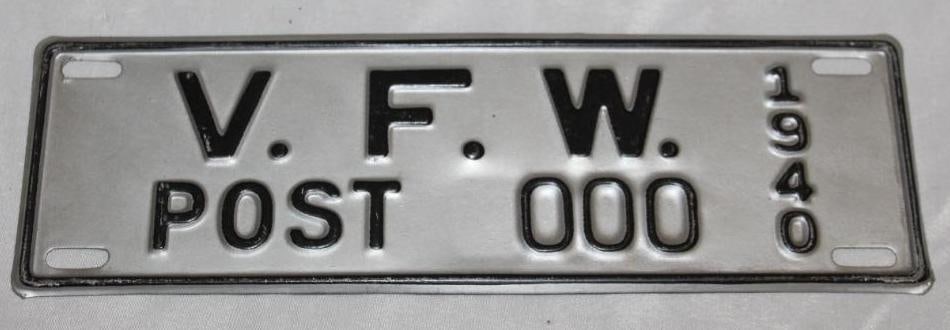 V. F. W.
POST 000
1940